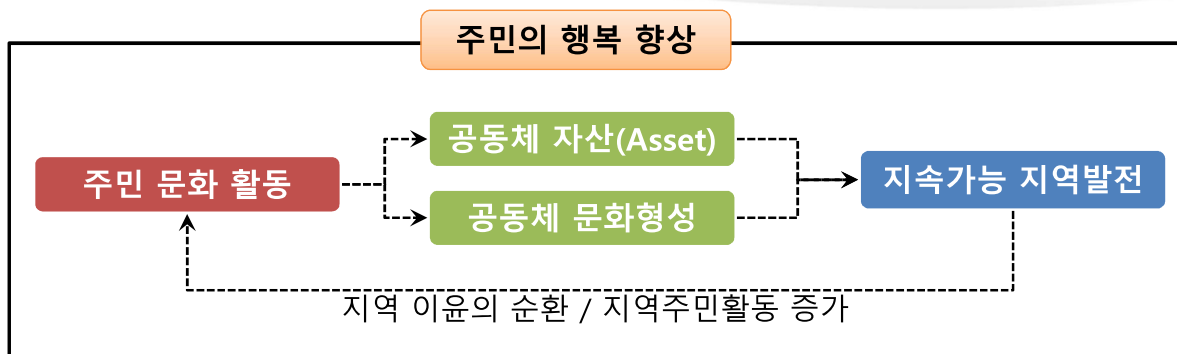 주민의 행복 향상
공동체 자산(Asset)
주민 문화 활동
지속가능 지역발전
공동체 문화형성
지역 이윤의 순환 / 지역주민활동 증가